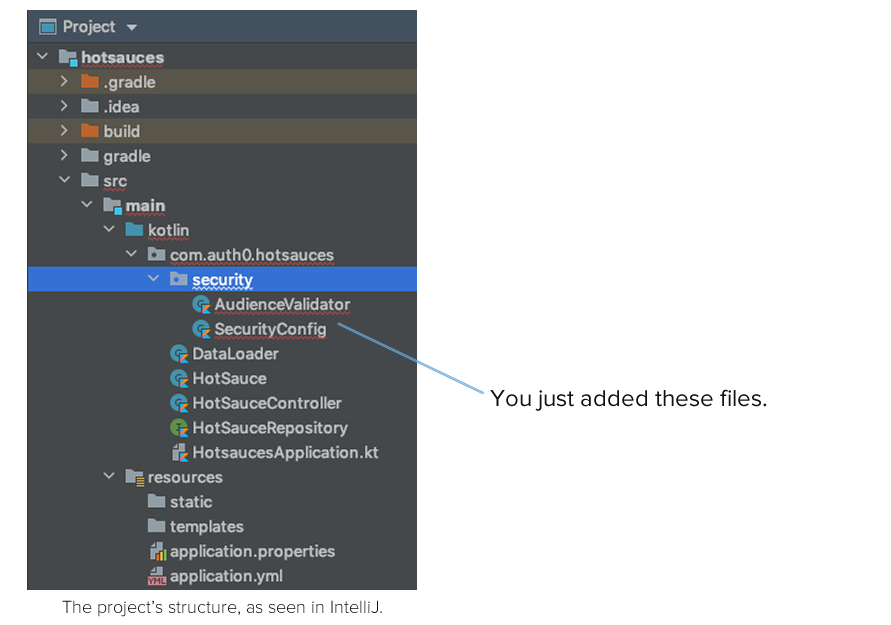 Project
hotsauces
.gradle
.idea
build
gradle
src
main
kotlin
com.auth0.hotsauces
security
AudienceValidator
SecurityConfig
DataLoader
HotSauce
HotSauceController
HotSauceRepository
HotsaucesApplication.kt
resources
static
templates
application.properties
YML application.yml
You just added these files.
The project’s structure, as seen in IntelliJ.